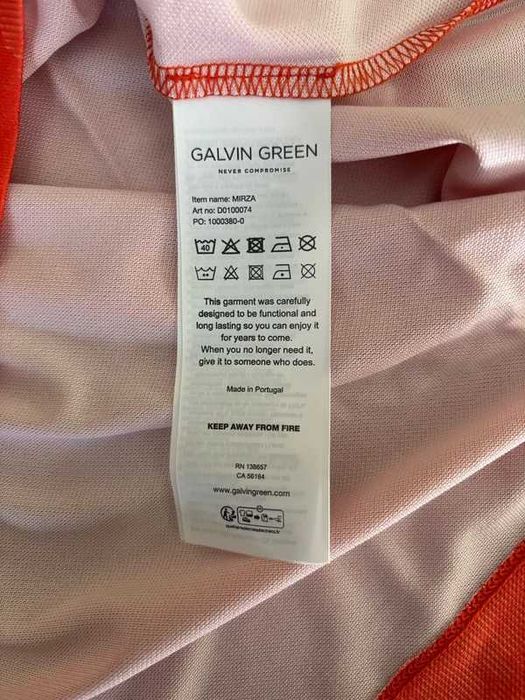 GALVIN GREEN
NEVER COMPROMISE
Item name: MIRZA
Art no: D0100074
PO: 1000380-0
40
This garment was carefully
designed to be functional and
long lasting so you can enjoy it
for years to come.
When you no longer need it,
give it to someone who does.
Made in Portugal
KEEP AWAY FROM FIRE
RN 138657
CA 56164
www.galvingreen.com